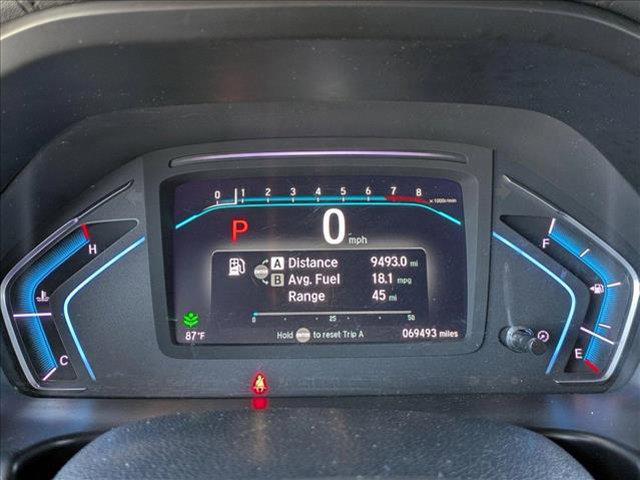 0 1 2 3 4 5 6 7 8 x 1000r/min
P 0 mph
H
F
A Distance 9493.0 mi
B Avg. Fuel 18.1 mpg
Range 45 mi
0 25 50
C
E
87°F Hold to reset Trip A 069493 miles